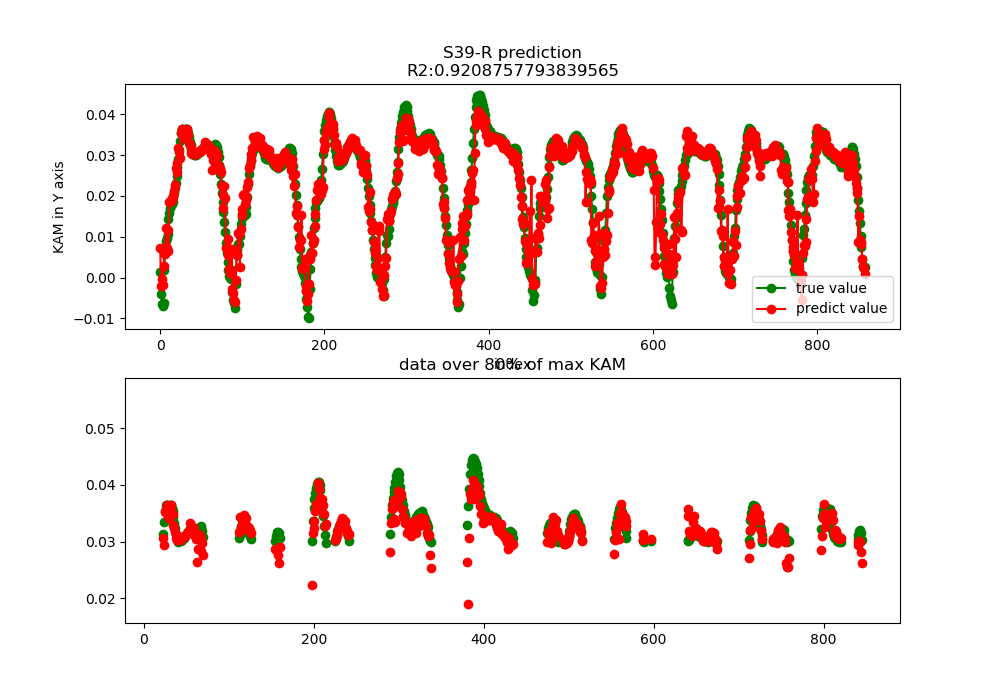 S39-R prediction
R2:0.9208757793839565
KAM in Y axis
0.04
0.03
0.02
0.01
0.00
−0.01
true value
predict value
0 200 400 600 800
index
data over 80% of max KAM
0.05
0.04
0.03
0.02
0 200 400 600 800